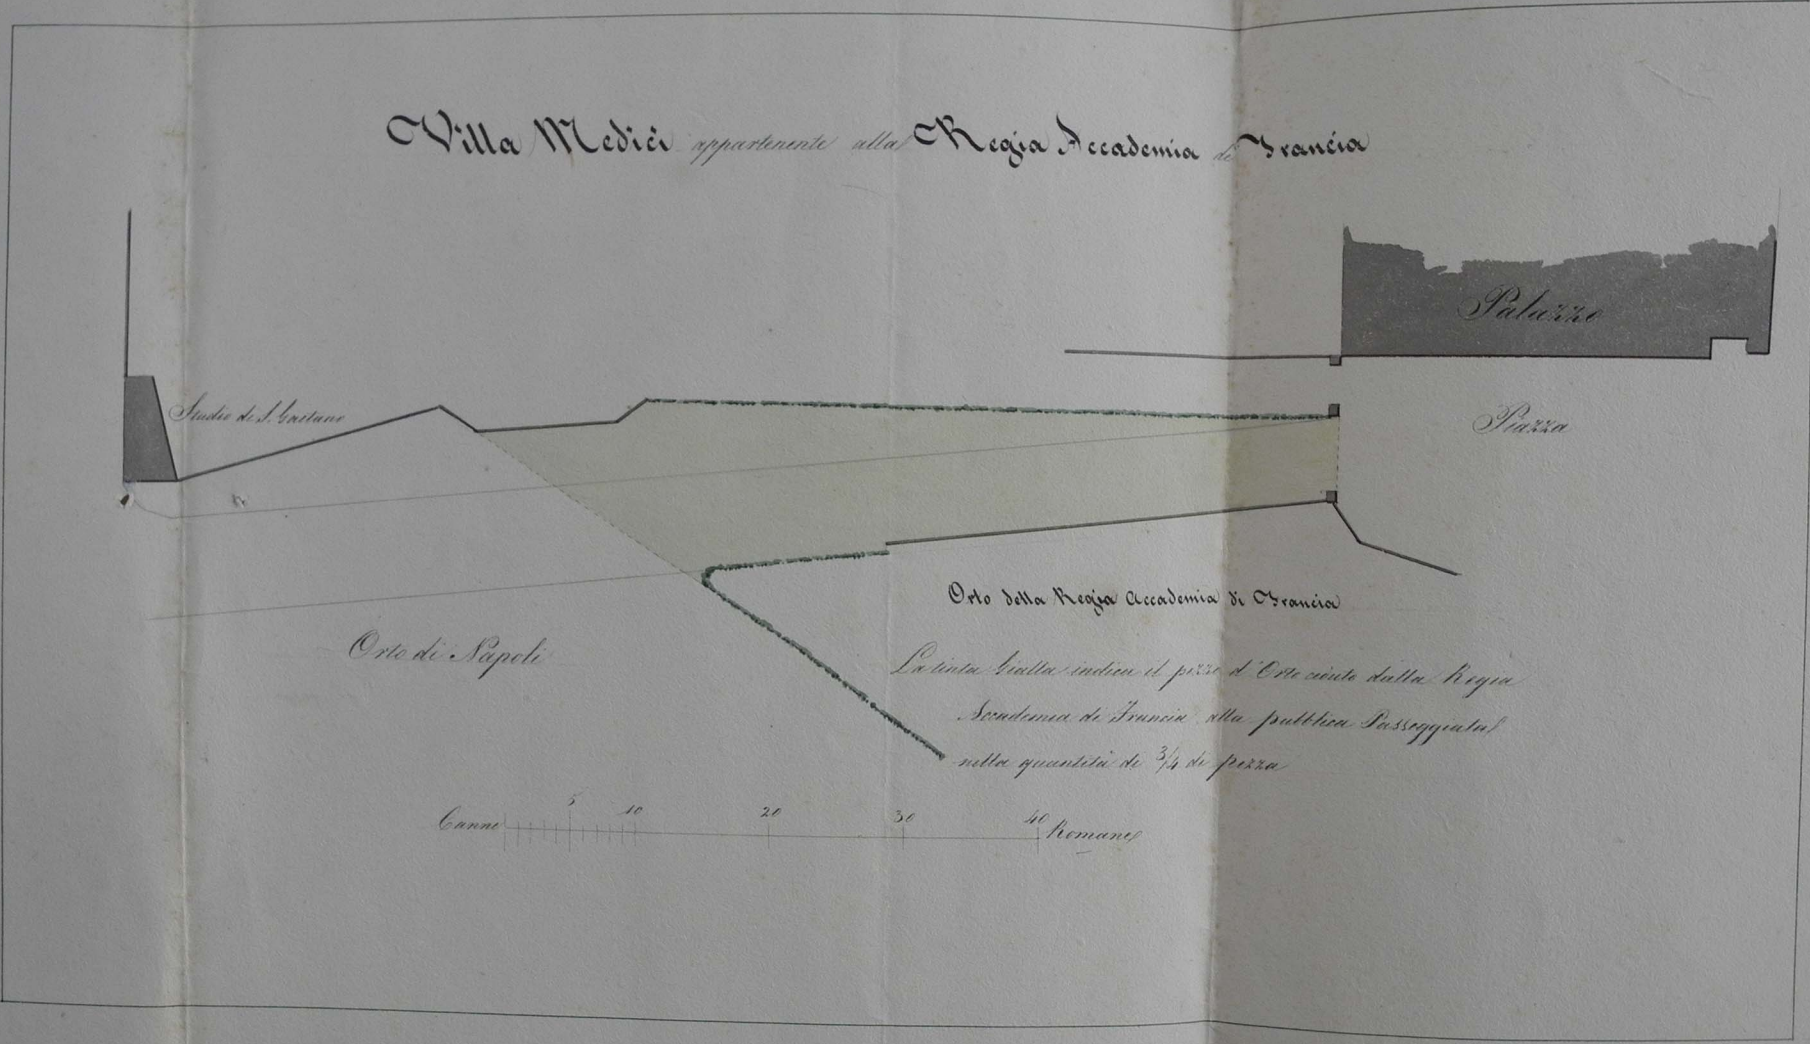 Villa Medici appartenente alla Regia Accademia di Francia
Palazzo
Studio di S. Gaetano
Piazza
Orto della Regia Accademia di Francia
Orto di Napoli
La tinta Gialla indica il pezzo d'Orto ceduto dalla Regia
Accademia di Francia alla pubblica Passeggiata
nella quantità di 3/4 di pezza
Canne 5 10 20 30 40 Romane